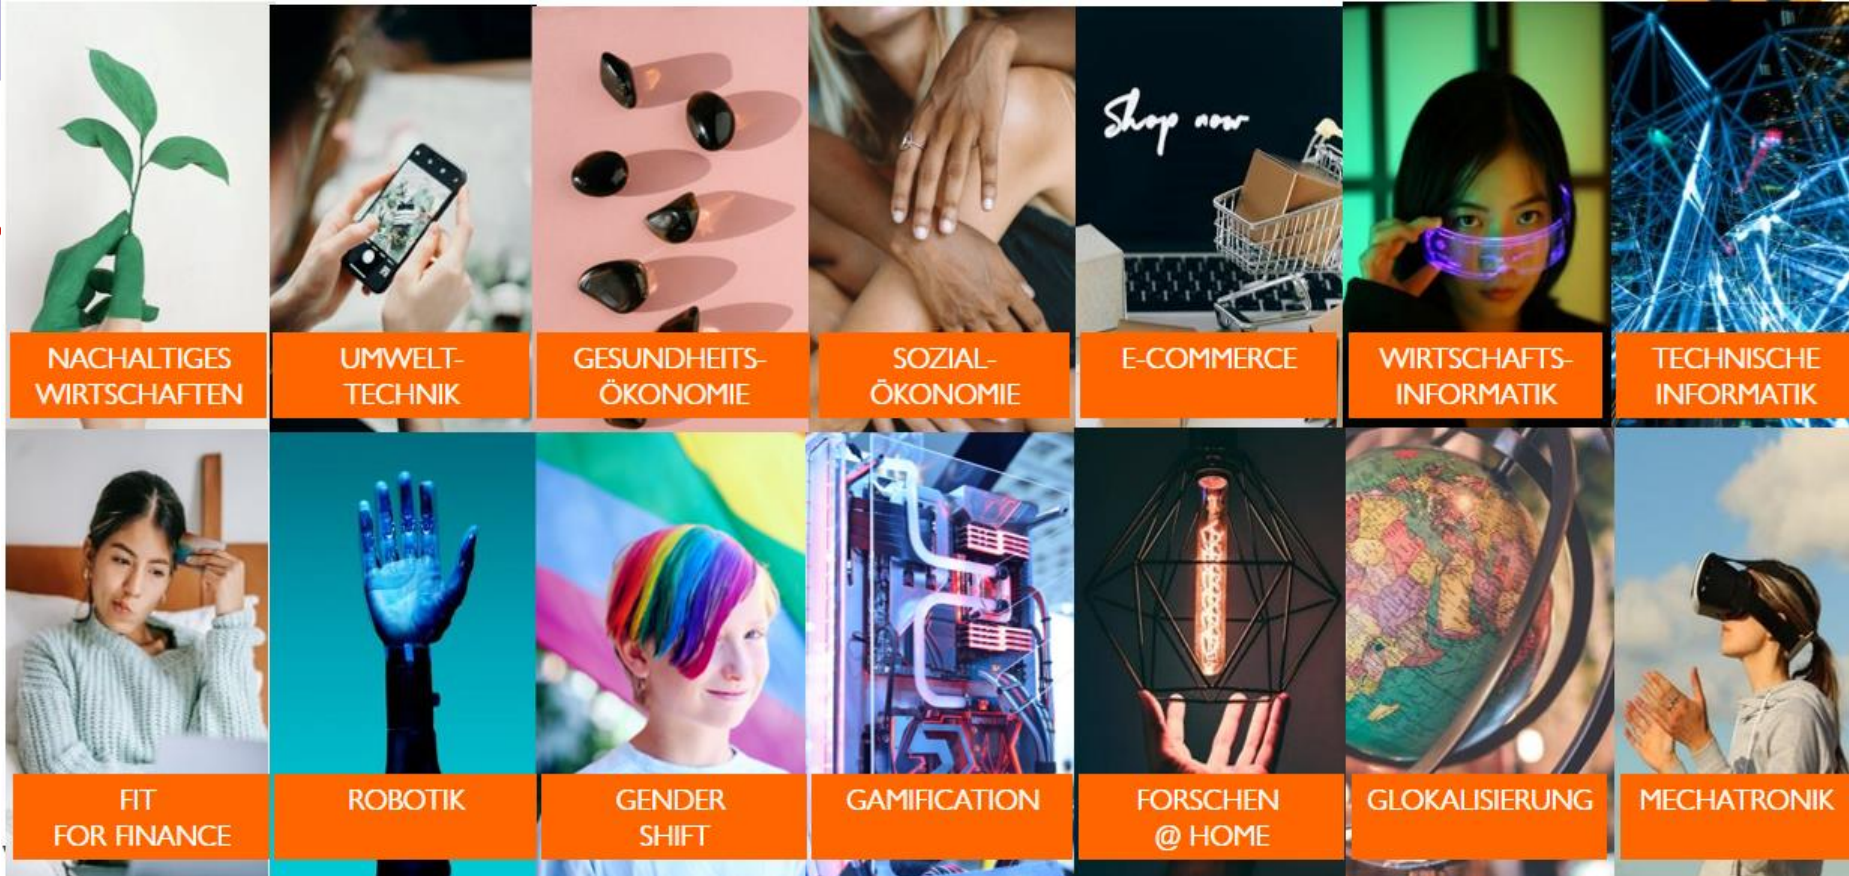 Shop now
NACHALTIGES
WIRTSCHAFTEN
UMWELT-
TECHNIK
GESUNDHEITS-
ÖKONOMIE
SOZIAL-
ÖKONOMIE
E-COMMERCE
WIRTSCHAFTS-
INFORMATIK
TECHNISCHE
INFORMATIK
FIT
FOR FINANCE
ROBOTIK
GENDER
SHIFT
GAMIFICATION
FORSCHEN
@ HOME
GLOKALISIERUNG
MECHATRONIK